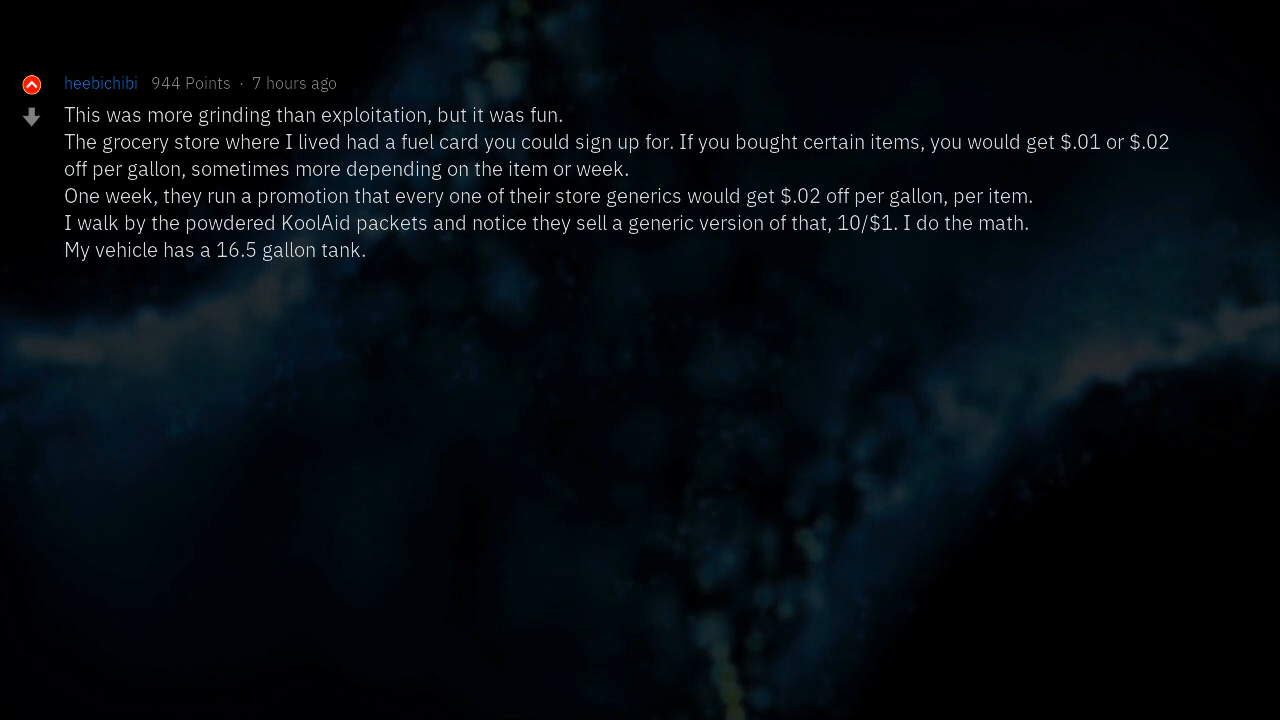 heebichibi 944 Points · 7 hours ago
This was more grinding than exploitation, but it was fun.
The grocery store where I lived had a fuel card you could sign up for. If you bought certain items, you would get $.01 or $.02
off per gallon, sometimes more depending on the item or week.
One week, they run a promotion that every one of their store generics would get $.02 off per gallon, per item.
I walk by the powdered KoolAid packets and notice they sell a generic version of that, 10/$1. I do the math.
My vehicle has a 16.5 gallon tank.